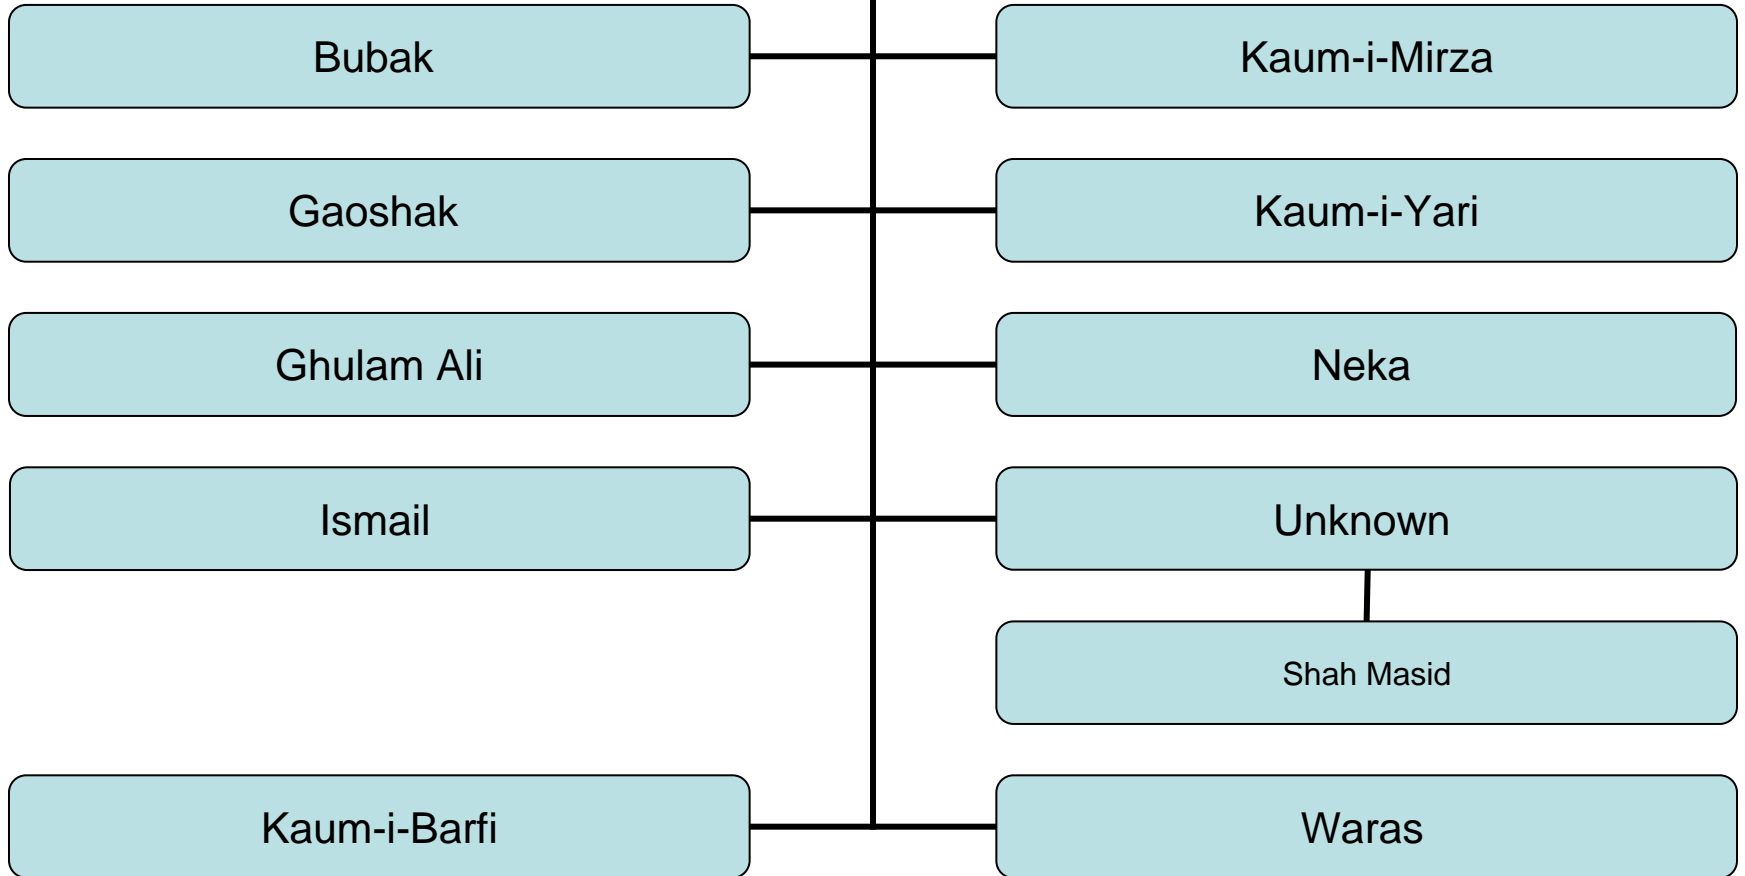 Bubak
Kaum-i-Mirza
Gaoshak
Kaum-i-Yari
Ghulam Ali
Neka
Ismail
Unknown
Shah Masid
Kaum-i-Barfi
Waras